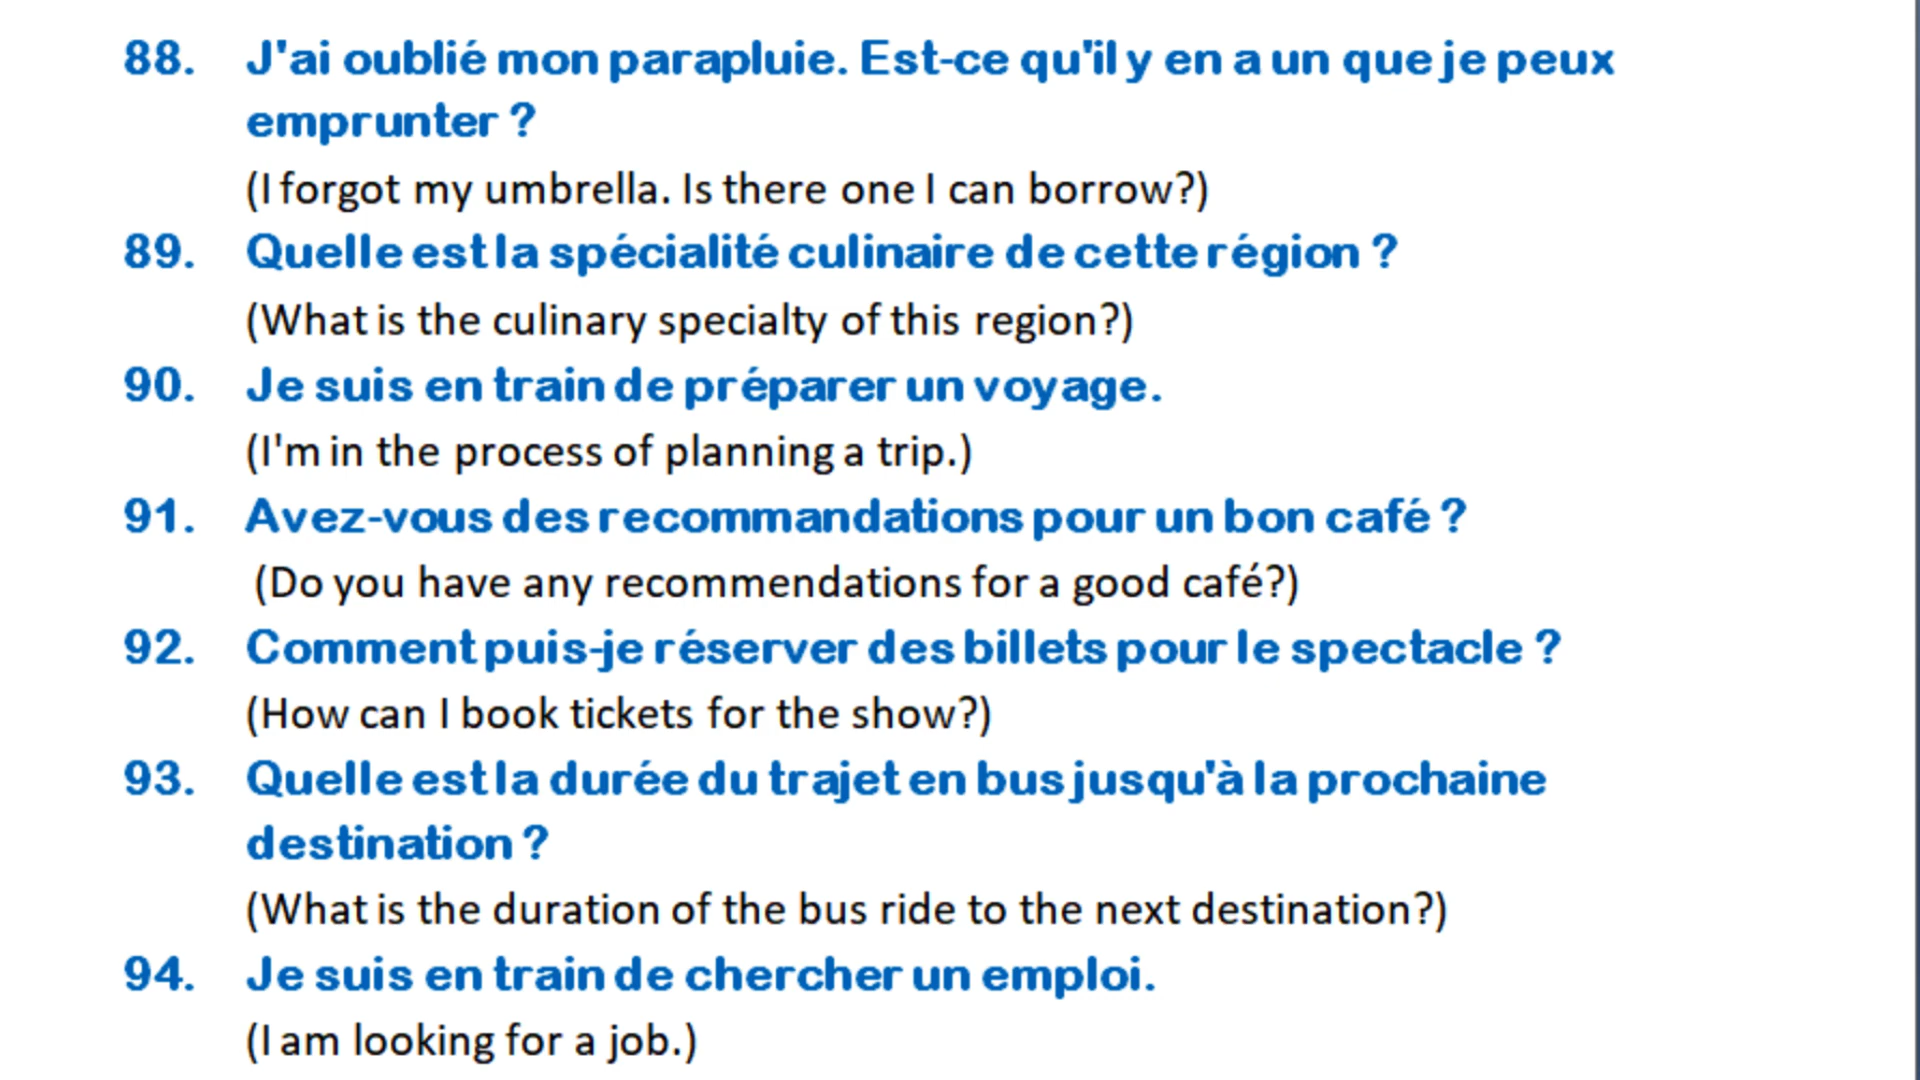 88. J'ai oublié mon parapluie. Est-ce qu'il y en a un que je peux
emprunter ?
(I forgot my umbrella. Is there one I can borrow?)
89. Quelle est la spécialité culinaire de cette région ?
(What is the culinary specialty of this region?)
90. Je suis en train de préparer un voyage.
(I'm in the process of planning a trip.)
91. Avez-vous des recommandations pour un bon café ?
(Do you have any recommendations for a good café?)
92. Comment puis-je réserver des billets pour le spectacle ?
(How can I book tickets for the show?)
93. Quelle est la durée du trajet en bus jusqu'à la prochaine
destination ?
(What is the duration of the bus ride to the next destination?)
94. Je suis en train de chercher un emploi.
(I am looking for a job.)